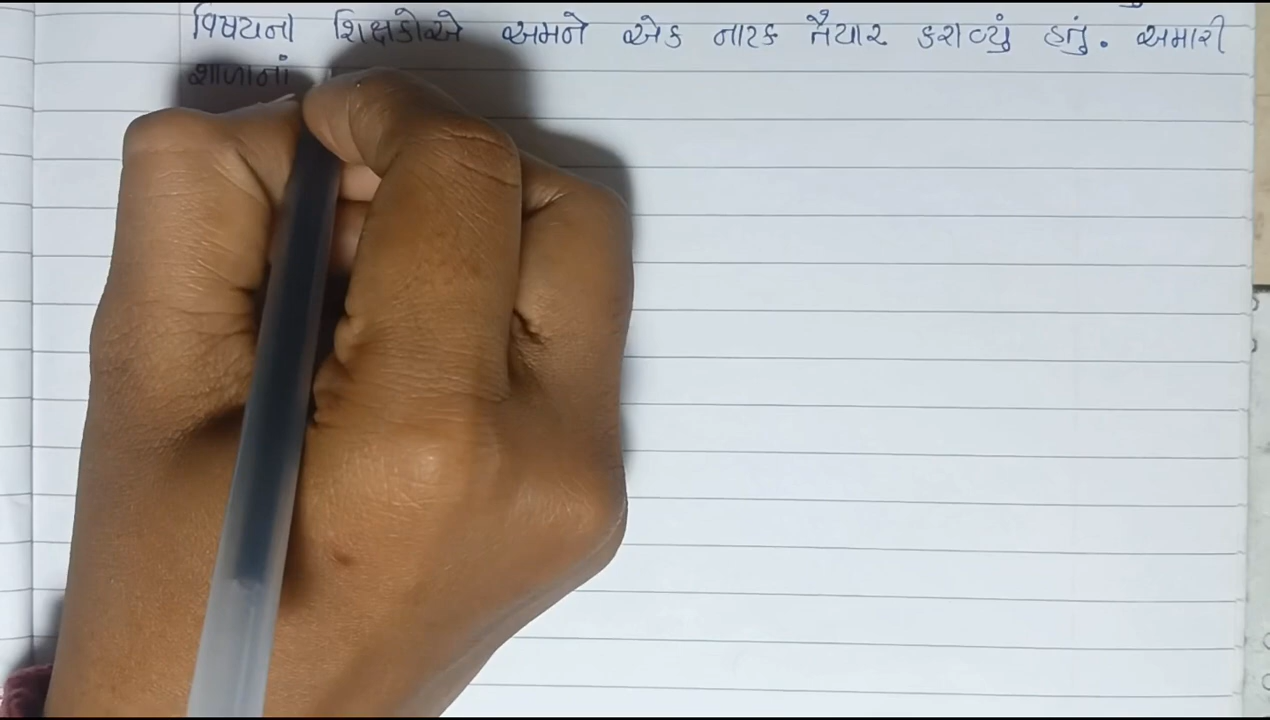 વિષયના શિક્ષકોએ અમને એક નાટક તૈયાર કરાવ્યું હતું. અમારી
શાળાનાં